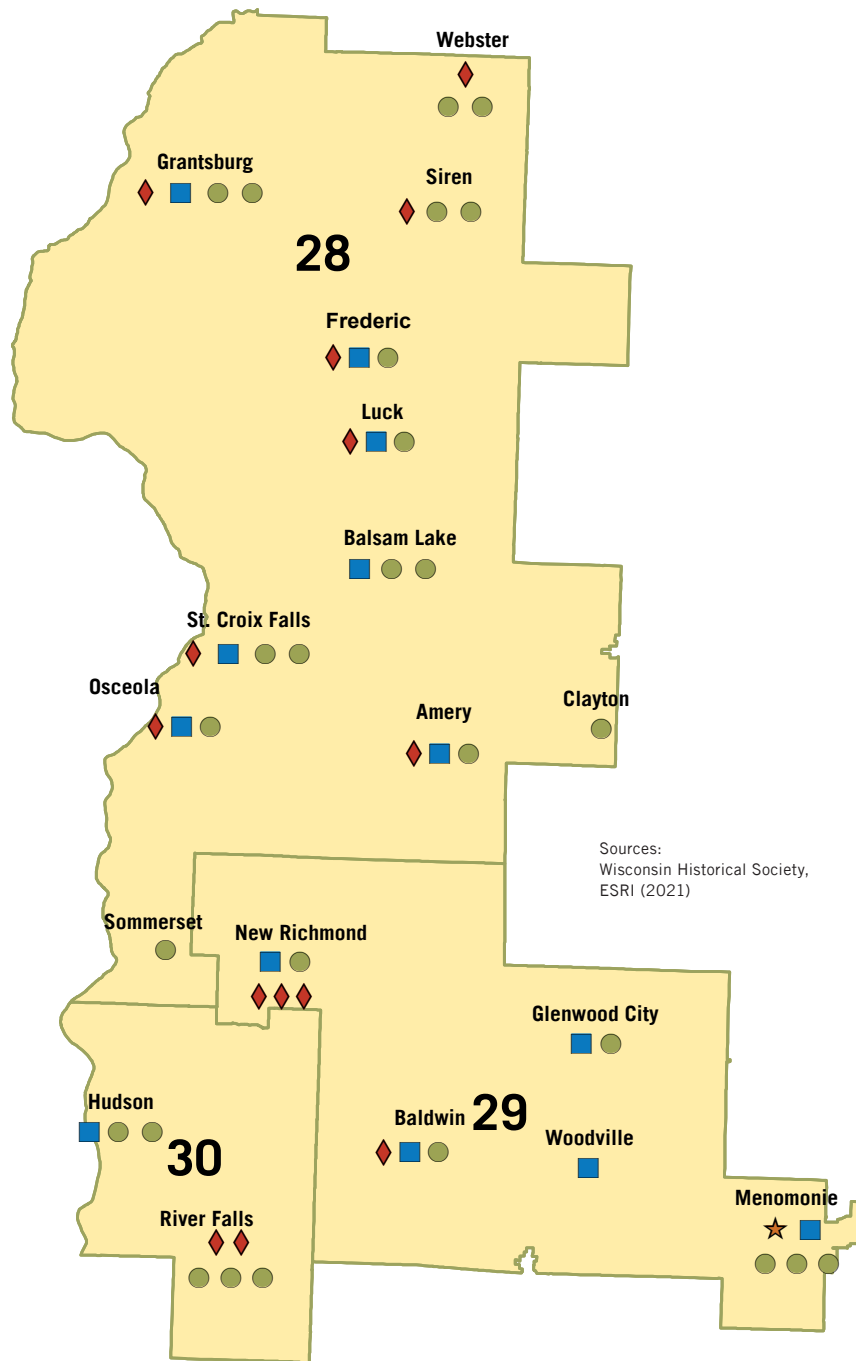 Webster
Grantsburg
Siren
28
Frederic
Luck
Balsam Lake
St. Croix Falls
Osceola
Amery
Clayton
Sources:
Wisconsin Historical Society,
ESRI (2021)
Sommerset
New Richmond
Glenwood City
Hudson
Baldwin
29
Woodville
30
Menomonie
River Falls